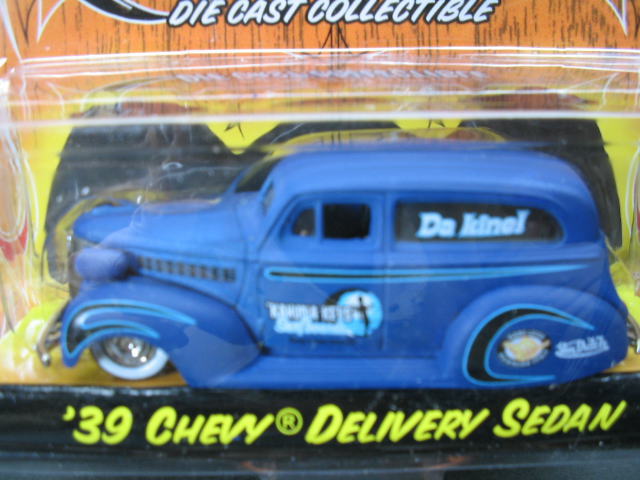 DIE CAST COLLECTIBLE
Da kine!
'39 CHEVY® DELIVERY SEDAN